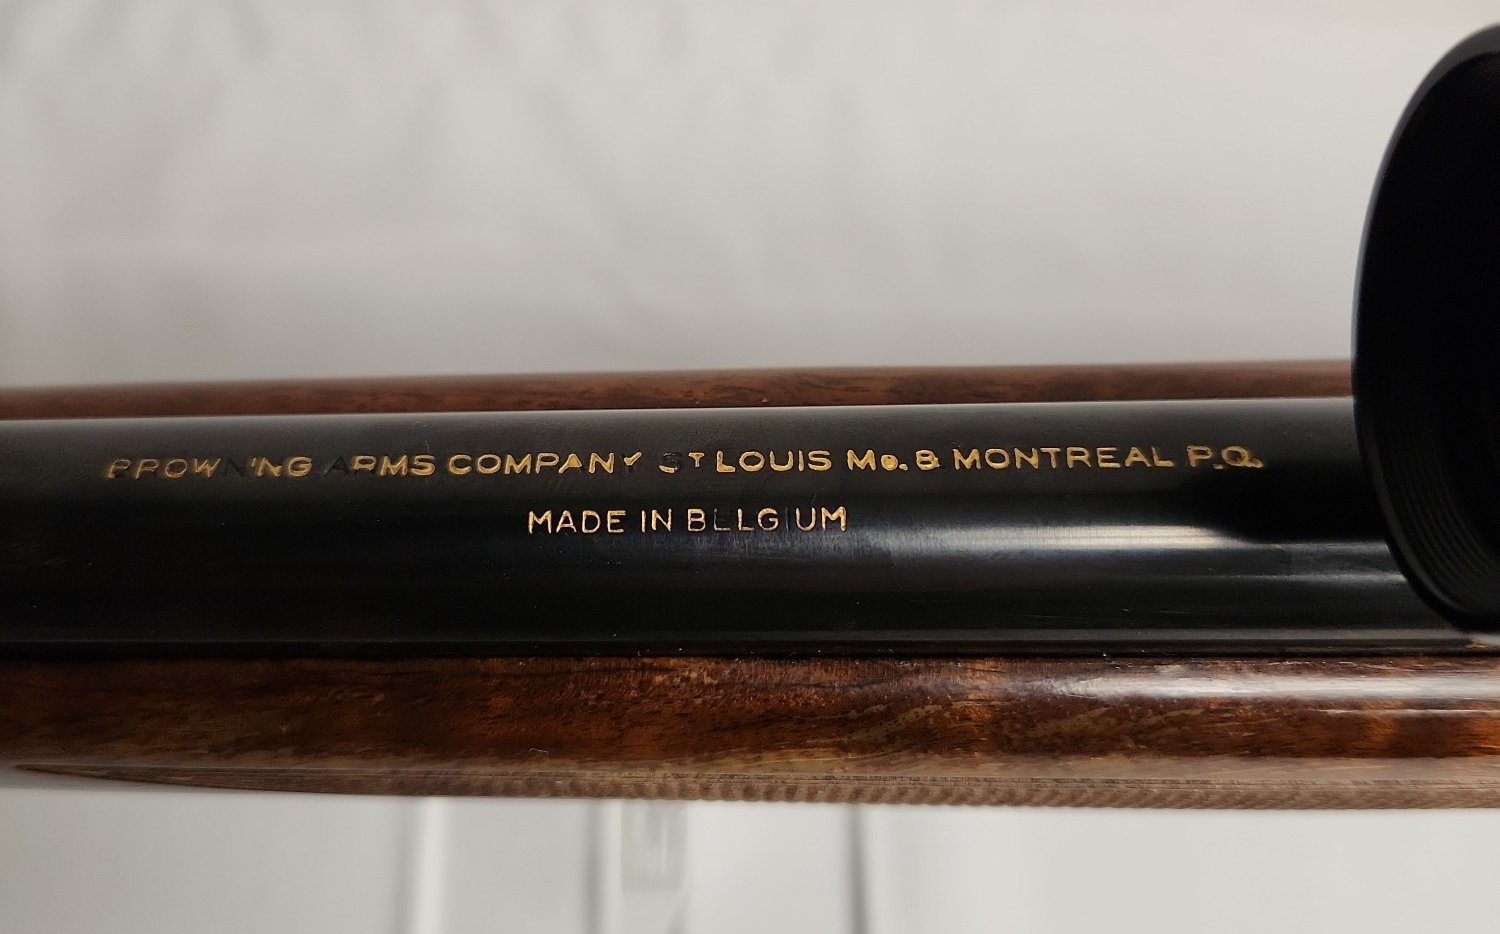 BROWNING ARMS COMPANY ST LOUIS Mo. & MONTREAL P.Q.
MADE IN BELGIUM